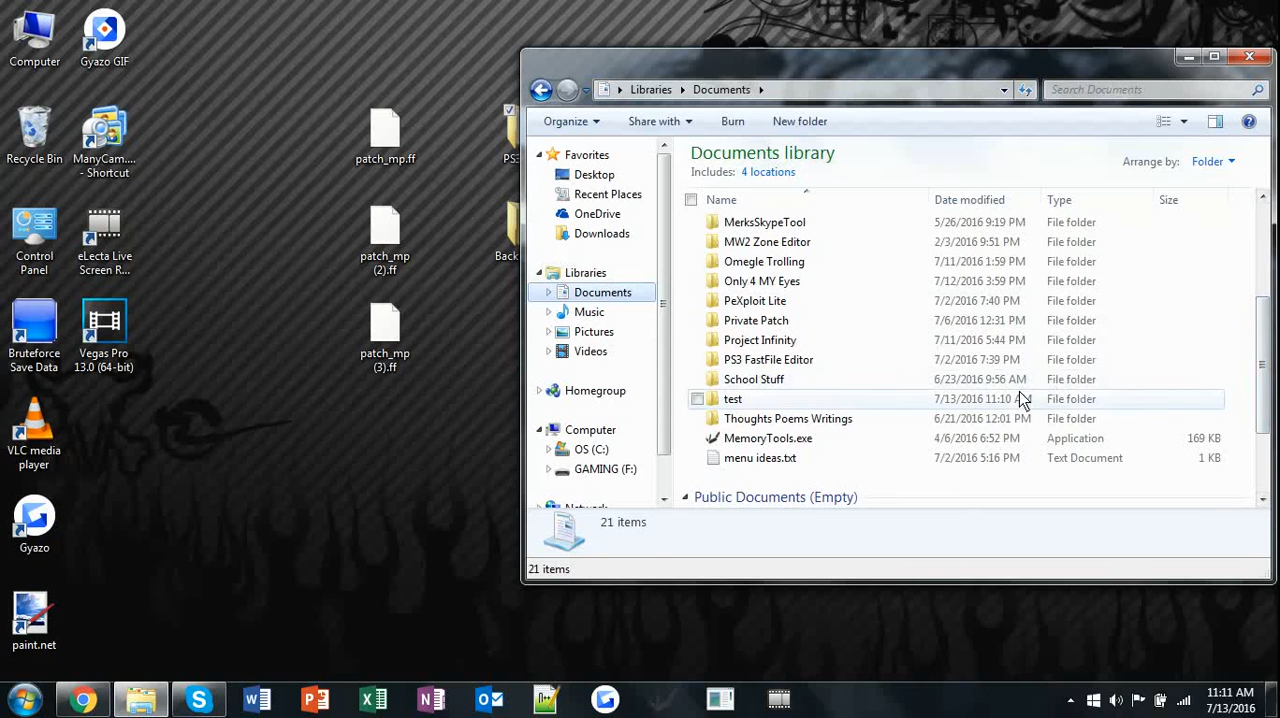 Computer
Gyazo GIF
Recycle Bin
ManyCam....
- Shortcut
Control
Panel
eLecta Live
Screen R...
Bruteforce
Save Data
Vegas Pro
13.0 (64-bit)
VLC media
player
Gyazo
paint.net
patch_mp.ff
patch_mp
(2).ff
patch_mp
(3).ff
PS3
Back
Libraries
Documents
Search Documents
Organize
Share with
Burn
New folder
Favorites
Desktop
Recent Places
OneDrive
Downloads
Libraries
Documents
Music
Pictures
Videos
Homegroup
Computer
OS (C:)
GAMING (F:)
Documents library
Includes: 4 locations
Arrange by: Folder
Name Date modified Type Size
MerksSkypeTool 5/26/2016 9:19 PM File folder
MW2 Zone Editor 2/3/2016 9:51 PM File folder
Omegle Trolling 7/11/2016 1:59 PM File folder
Only 4 MY Eyes 7/12/2016 3:59 PM File folder
PeXploit Lite 7/2/2016 7:40 PM File folder
Private Patch 7/6/2016 12:31 PM File folder
Project Infinity 7/11/2016 5:44 PM File folder
PS3 FastFile Editor 7/2/2016 7:39 PM File folder
School Stuff 6/23/2016 9:56 AM File folder
test 7/13/2016 11:10 File folder
Thoughts Poems Writings 6/21/2016 12:01 PM File folder
MemoryTools.exe 4/6/2016 6:52 PM Application 169 KB
menu ideas.txt 7/2/2016 5:16 PM Text Document 1 KB
Public Documents (Empty)
21 items
21 items
11:11 AM
7/13/2016